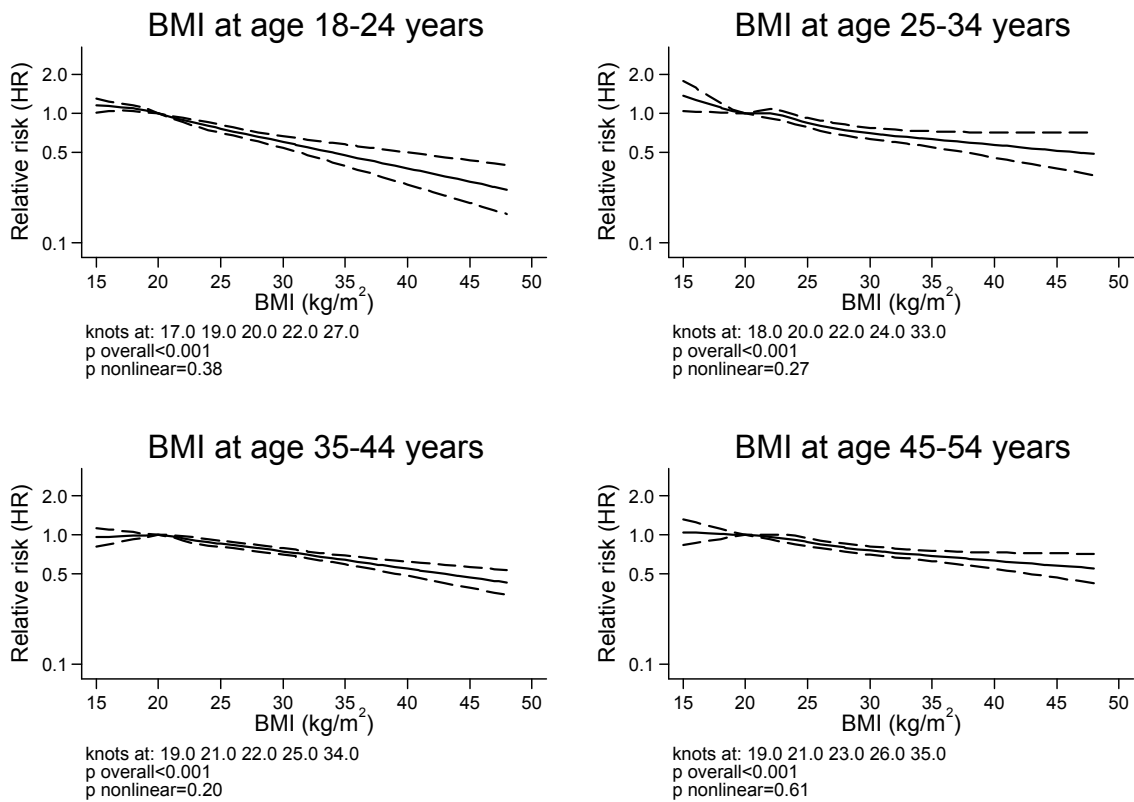 BMI at age 18-24 years
Relative risk (HR)
2.0
1.0
0.5
0.1
15 20 25 30 35 40 45 50
BMI (kg/m²)
knots at: 17.0 19.0 20.0 22.0 27.0
p overall<0.001
p nonlinear=0.38
BMI at age 25-34 years
Relative risk (HR)
2.0
1.0
0.5
0.1
15 20 25 30 35 40 45 50
BMI (kg/m²)
knots at: 18.0 20.0 22.0 24.0 33.0
p overall<0.001
p nonlinear=0.27
BMI at age 35-44 years
Relative risk (HR)
2.0
1.0
0.5
0.1
15 20 25 30 35 40 45 50
BMI (kg/m²)
knots at: 19.0 21.0 22.0 25.0 34.0
p overall<0.001
p nonlinear=0.20
BMI at age 45-54 years
Relative risk (HR)
2.0
1.0
0.5
0.1
15 20 25 30 35 40 45 50
BMI (kg/m²)
knots at: 19.0 21.0 23.0 26.0 35.0
p overall<0.001
p nonlinear=0.61